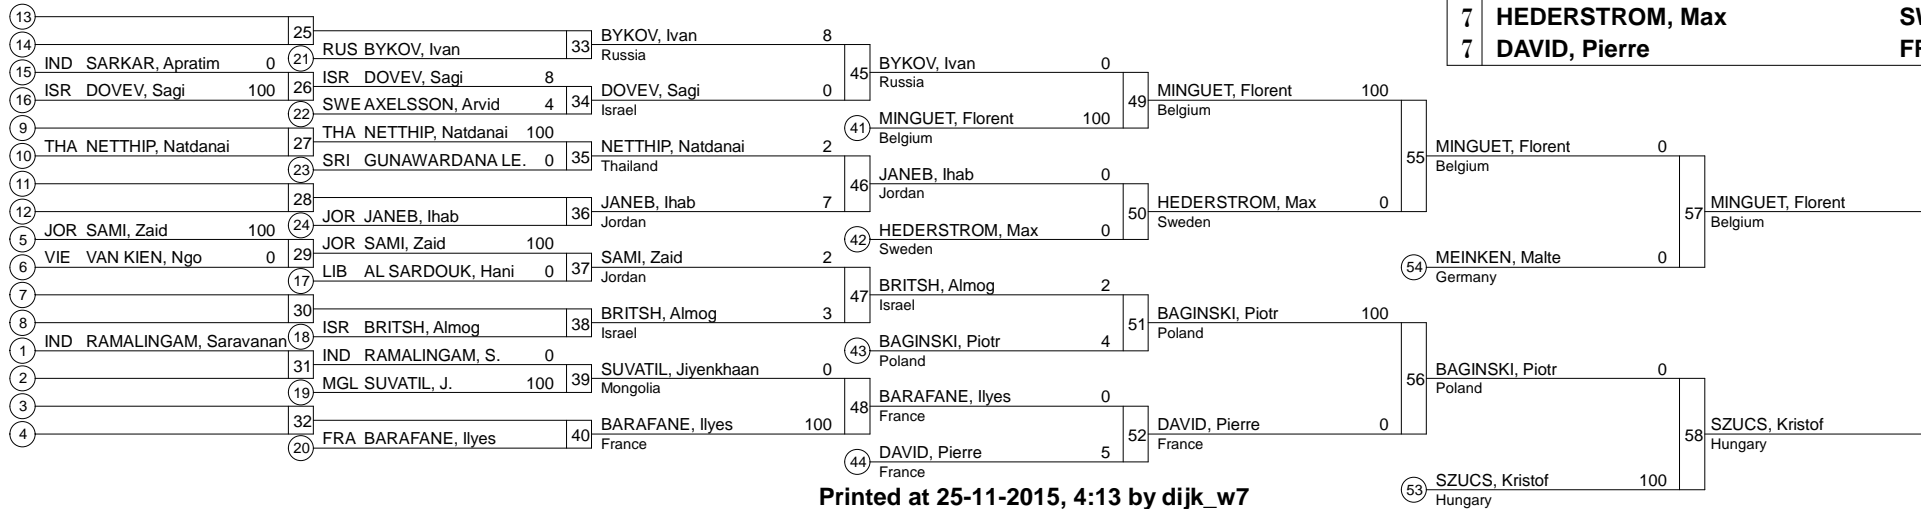 7 HEDERSTROM, Max
7 DAVID, Pierre
13
14
15 IND SARKAR, Apratim 0
16 ISR DOVEV, Sagi 100
9
10 THA NETTHIP, Natdanai
11
12
5 JOR SAMI, Zaid 100
6 VIE VAN KIEN, Ngo 0
7
8
1 IND RAMALINGAM, Saravanan
2
3
4
25
21 RUS BYKOV, Ivan
26 ISR DOVEV, Sagi 8
22 SWE AXELSSON, Arvid 4
27 THA NETTHIP, Natdanai 100
23 SRI GUNAWARDANA LE. 0
28
24 JOR JANEB, Ihab
29 JOR SAMI, Zaid 100
17 LIB AL SARDOUK, Hani 0
30
18 ISR BRITSH, Almog
31 IND RAMALINGAM, S. 0
19 MGL SUVATIL, J. 100
32
20 FRA BARAFANE, Ilyes
33 BYKOV, Ivan 8
Russia
34 DOVEV, Sagi 0
Israel
35 NETTHIP, Natdanai 2
Thailand
36 JANEB, Ihab 7
Jordan
37 SAMI, Zaid 2
Jordan
38 BRITSH, Almog 3
Israel
39 SUVATIL, Jiyenkhaan 0
Mongolia
40 BARAFANE, Ilyes 100
France
45 BYKOV, Ivan 0
Russia
41 MINGUET, Florent 100
Belgium
46 JANEB, Ihab 0
Jordan
42 HEDERSTROM, Max 0
Sweden
47 BRITSH, Almog 2
Israel
43 BAGINSKI, Piotr 4
Poland
48 BARAFANE, Ilyes 0
France
44 DAVID, Pierre 5
France
49 MINGUET, Florent 100
Belgium
50 HEDERSTROM, Max 0
Sweden
51 BAGINSKI, Piotr 100
Poland
52 DAVID, Pierre 0
France
55 MINGUET, Florent 0
Belgium
54 MEINKEN, Malte 0
Germany
56 BAGINSKI, Piotr 0
Poland
53 SZUCS, Kristof 100
Hungary
57 MINGUET, Florent
Belgium
58 SZUCS, Kristof
Hungary
Printed at 25-11-2015, 4:13 by dijk_w7